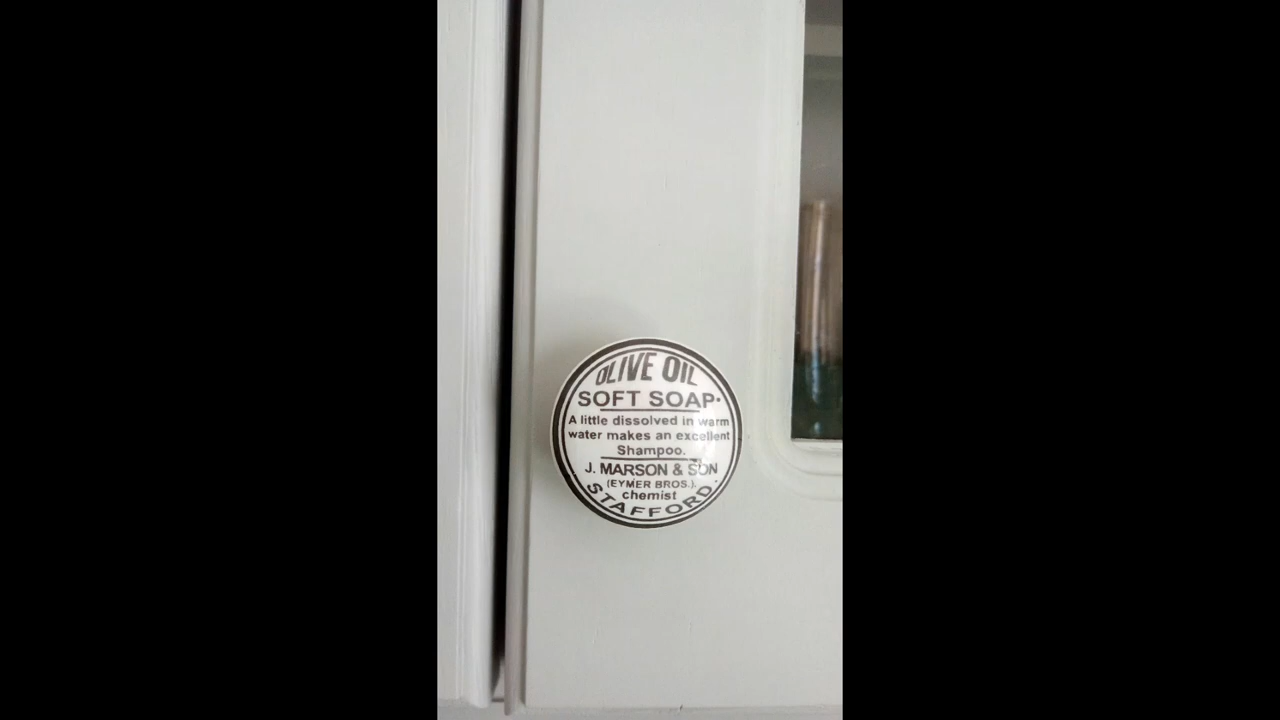 OLIVE OIL
SOFT SOAP·
A little dissolved in warm
water makes an excellent
Shampoo.
J. MARSON & SON
(EYMER BROS.).
chemist
STAFFORD.